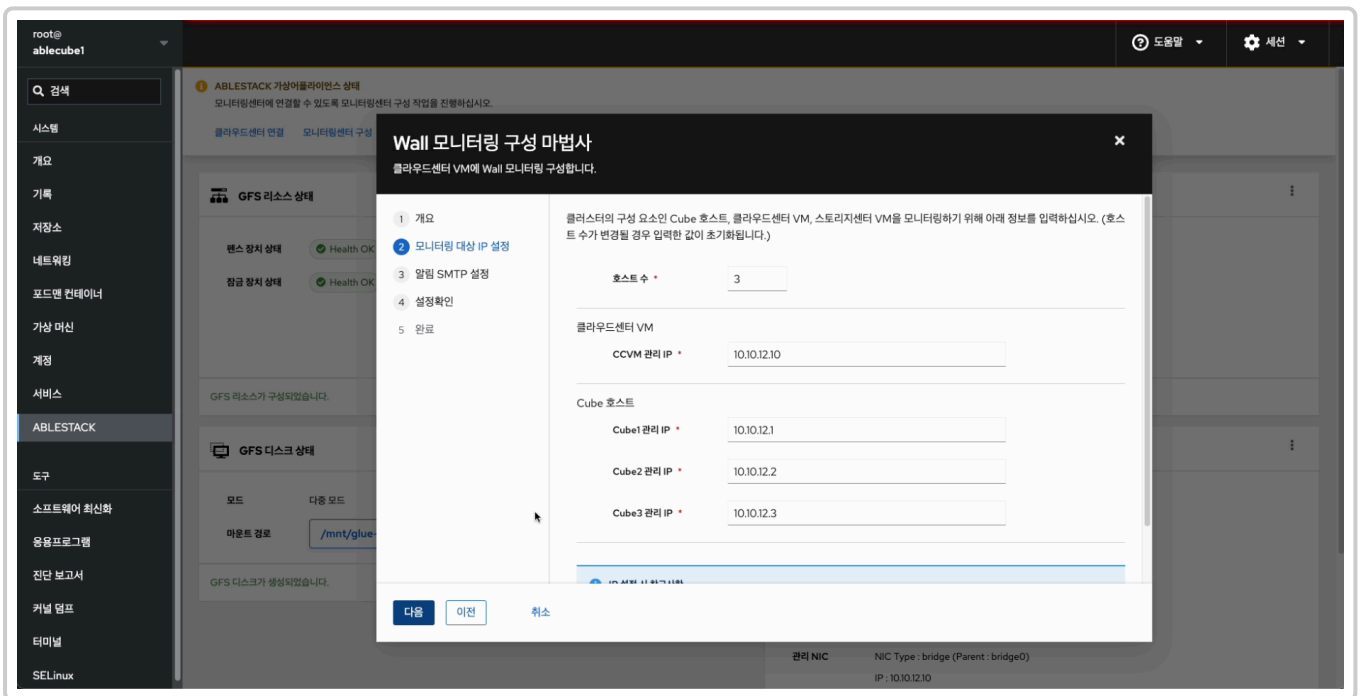 root@
ablecube1
도움말
세션
검색
시스템
개요
기록
저장소
네트워킹
포드맨 컨테이너
가상 머신
계정
서비스
ABLESTACK
도구
소프트웨어 최신화
응용프로그램
진단 보고서
커널 덤프
터미널
SELinux
ABLESTACK 가상어플라이언스 상태
모니터링센터에 연결할 수 있도록 모니터링센터 구성 작업을 진행하십시오.
클라우드센터 연결 모니터링센터 구성
GFS 리소스 상태
펜스 장치 상태 Health OK
잠금 장치 상태 Health OK
GFS 리소스가 구성되었습니다.
GFS 디스크 상태
모드 다중 모드
마운트 경로 /mnt/glue-
GFS 디스크가 생성되었습니다.
Wall 모니터링 구성 마법사
클라우드센터 VM에 Wall 모니터링 구성합니다.
1 개요
2 모니터링 대상 IP 설정
3 알림 SMTP 설정
4 설정확인
5 완료
클러스터의 구성 요소인 Cube 호스트, 클라우드센터 VM, 스토리지센터 VM을 모니터링하기 위해 아래 정보를 입력하십시오. (호스
트 수가 변경될 경우 입력한 값이 초기화됩니다.)
호스트 수 * 3
클라우드센터 VM
CCVM 관리 IP * 10.10.12.10
Cube 호스트
Cube1 관리 IP * 10.10.12.1
Cube2 관리 IP * 10.10.12.2
Cube3 관리 IP * 10.10.12.3
다음 이전 취소
관리 NIC NIC Type : bridge (Parent : bridge0)
IP : 10.10.12.10